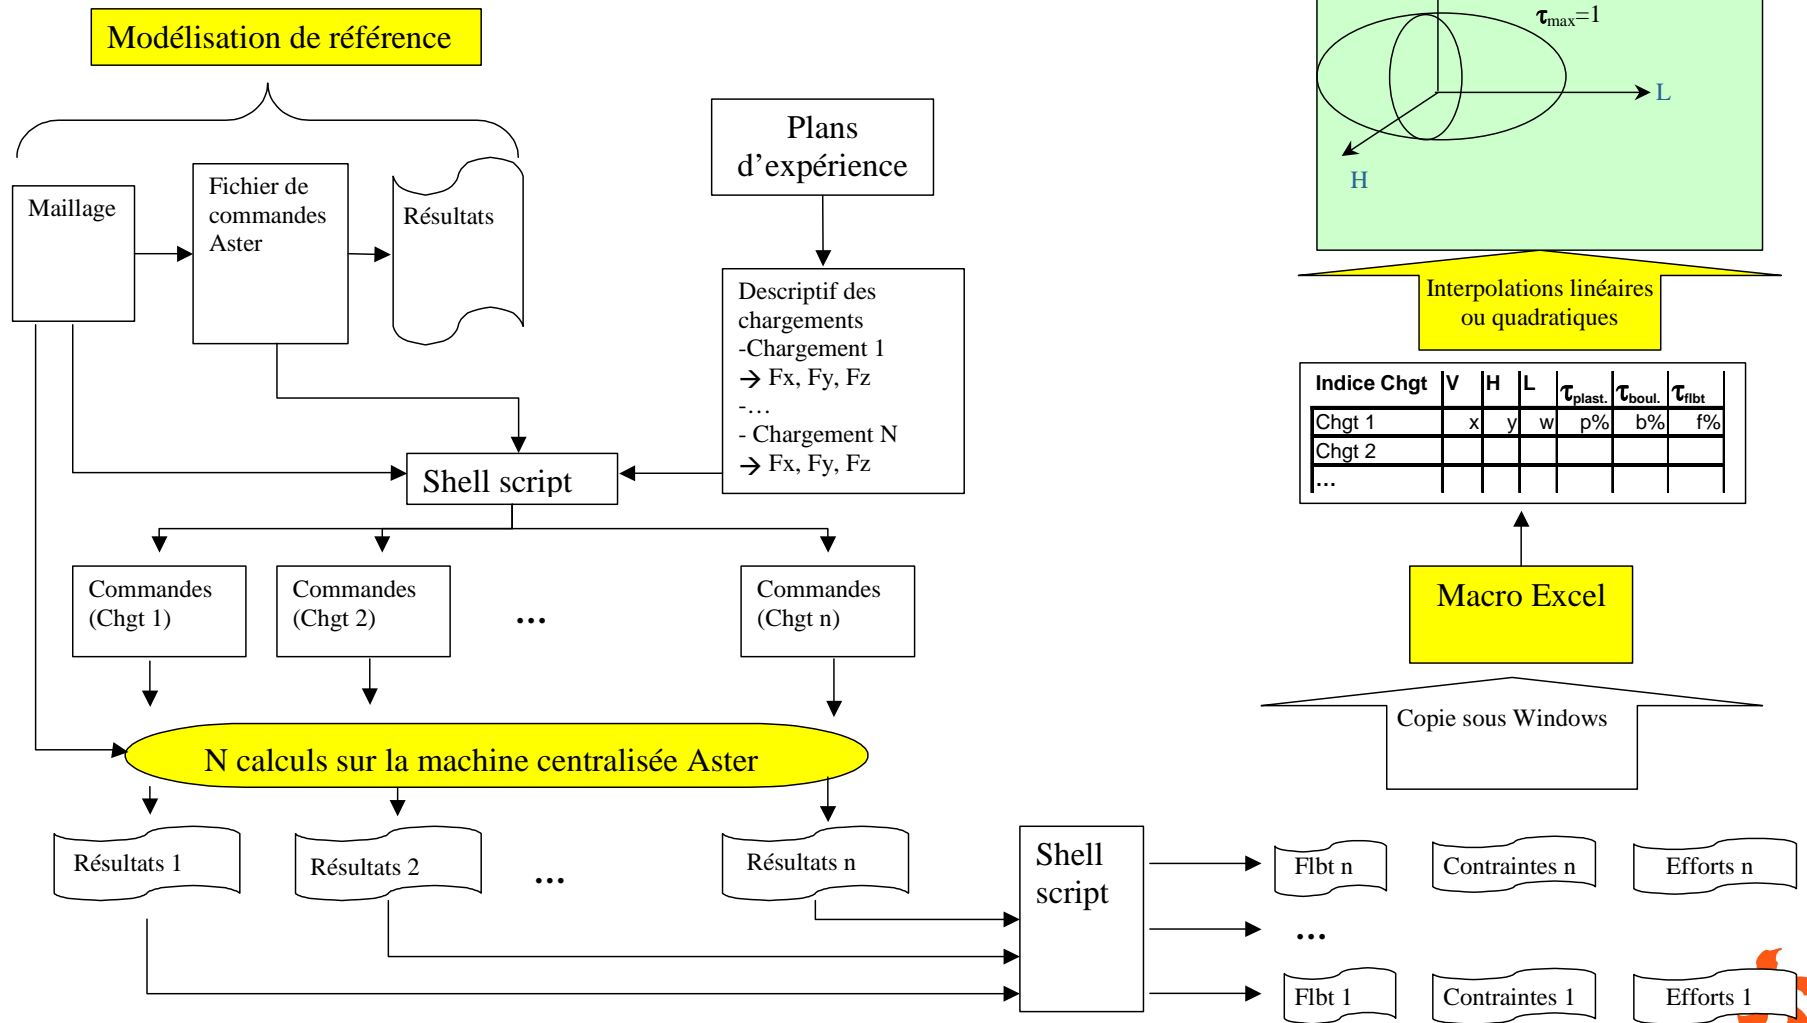 Modélisation de référence
Maillage
Fichier de
commandes
Aster
Résultats
Plans
d’expérience
Descriptif des
chargements
-Chargement 1
→ Fx, Fy, Fz
-…
- Chargement N
→ Fx, Fy, Fz
Shell script
Commandes
(Chgt 1)
Commandes
(Chgt 2)
…
Commandes
(Chgt n)
N calculs sur la machine centralisée Aster
Résultats 1
Résultats 2
…
Résultats n
Shell
script
Flbt n Contraintes n Efforts n
…
Flbt 1 Contraintes 1 Efforts 1
Copie sous Windows
Macro Excel
Indice Chgt V H L τplast. τboul. τflbt
Chgt 1 x y w p% b% f%
Chgt 2
…
Interpolations linéaires
ou quadratiques
τmax=1
L
H